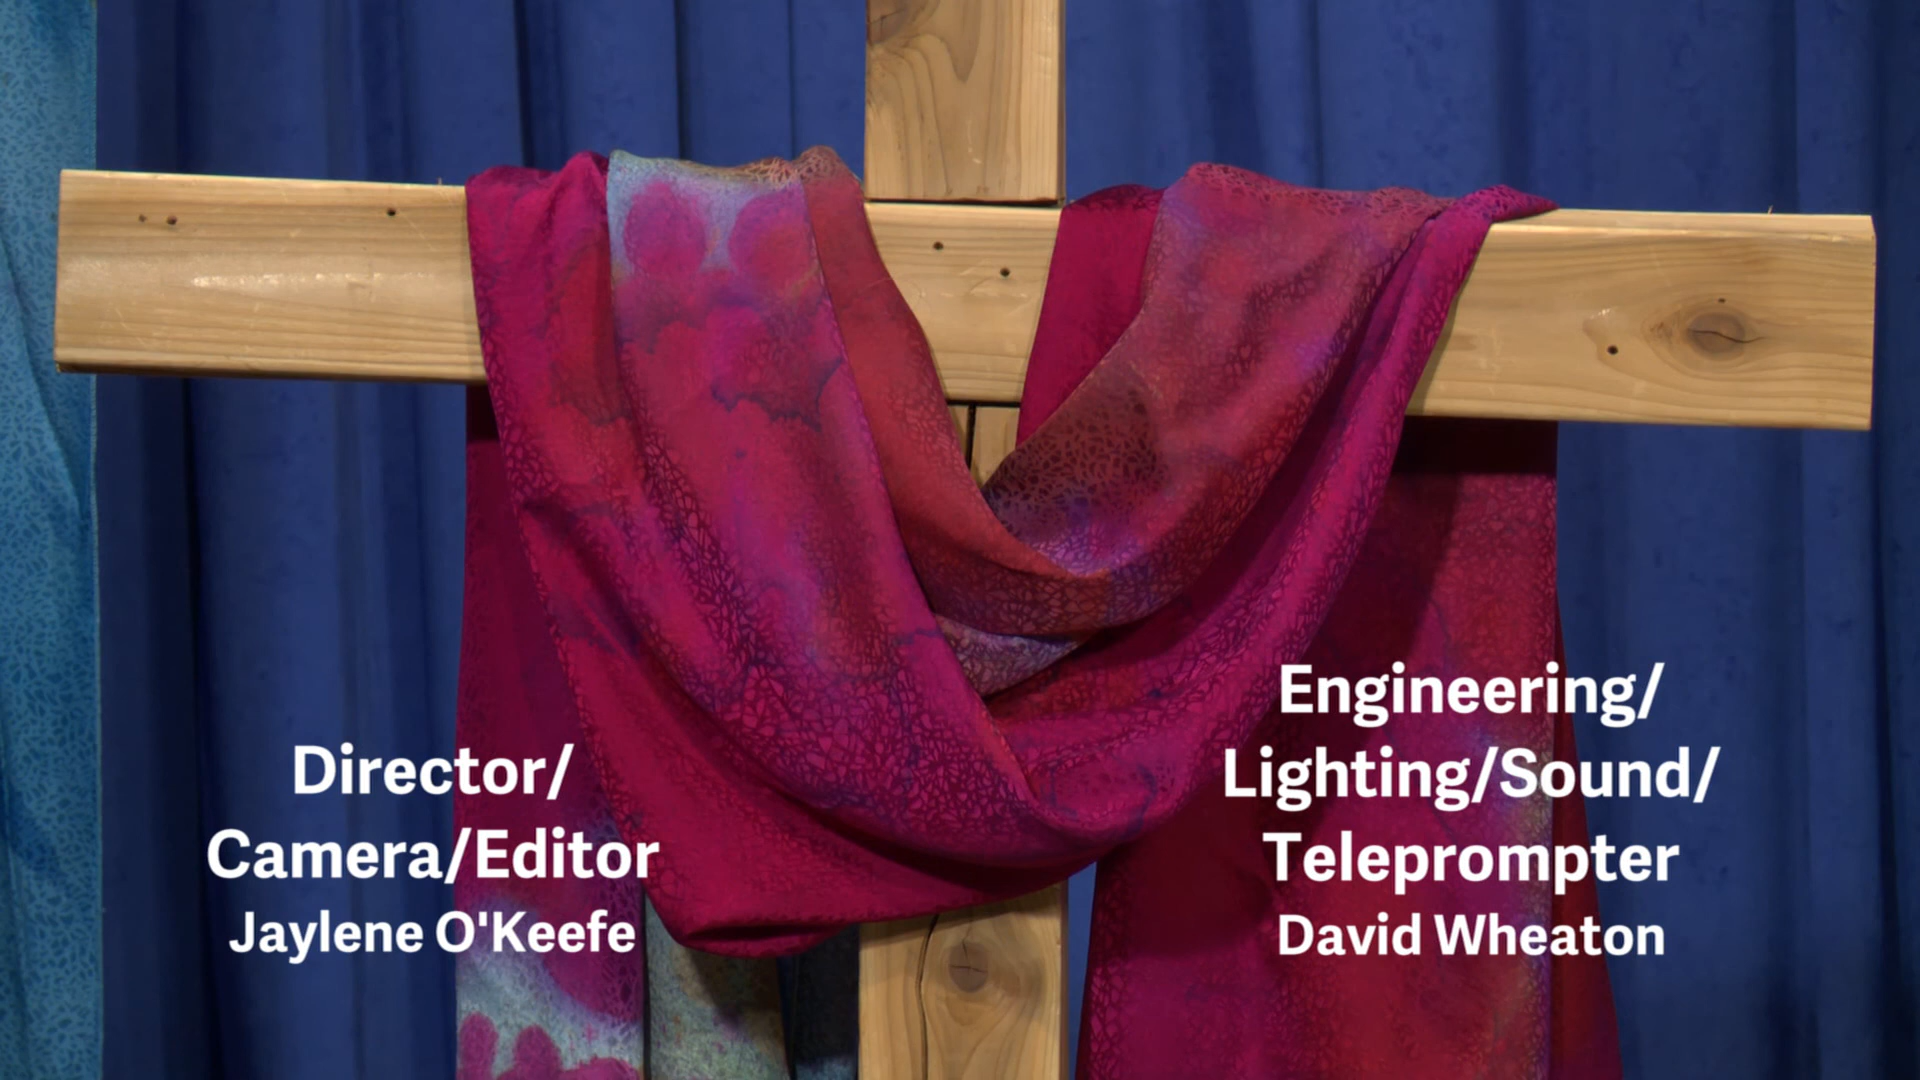 Director/
Camera/Editor
Jaylene O'Keefe
Engineering/
Lighting/Sound/
Teleprompter
David Wheaton